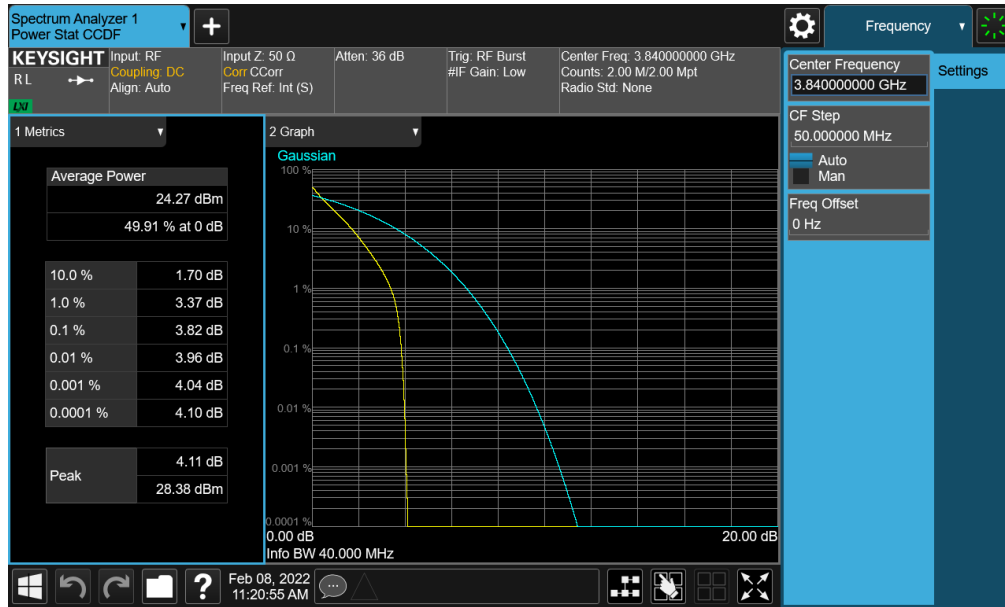 Spectrum Analyzer 1
Power Stat CCDF
Frequency
KEYSIGHT
R L
LXI
Input: RF
Coupling: DC
Align: Auto
Input Z: 50 Ω
Corr CCorr
Freq Ref: Int (S)
Atten: 36 dB
Trig: RF Burst
#IF Gain: Low
Center Freq: 3.840000000 GHz
Counts: 2.00 M/2.00 Mpt
Radio Std: None
Center Frequency
3.840000000 GHz
Settings
CF Step
50.000000 MHz
Auto
Man
Freq Offset
0 Hz
1 Metrics
Average Power
24.27 dBm
49.91 % at 0 dB
10.0 % 1.70 dB
1.0 % 3.37 dB
0.1 % 3.82 dB
0.01 % 3.96 dB
0.001 % 4.04 dB
0.0001 % 4.10 dB
Peak
4.11 dB
28.38 dBm
2 Graph
Gaussian
100 %
10 %
1 %
0.1 %
0.01 %
0.001 %
0.0001 %
0.00 dB 20.00 dB
Info BW 40.000 MHz
?
Feb 08, 2022
11:20:55 AM